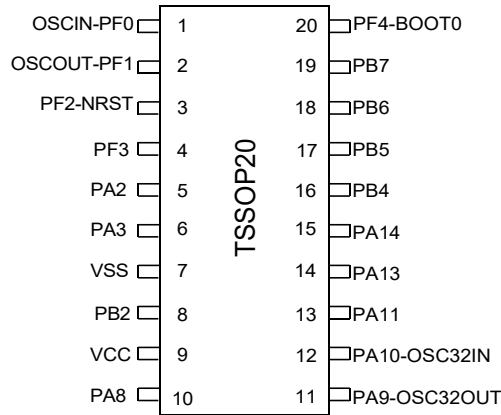 OSCIN-PF0 1 20 PF4-BOOT0
OSCOUT-PF1 2 19 PB7
PF2-NRST 3 18 PB6
PF3 4 17 PB5
PA2 5 16 PB4
PA3 6 15 PA14
VSS 7 14 PA13
PB2 8 13 PA11
VCC 9 12 PA10-OSC32IN
PA8 10 11 PA9-OSC32OUT
TSSOP20